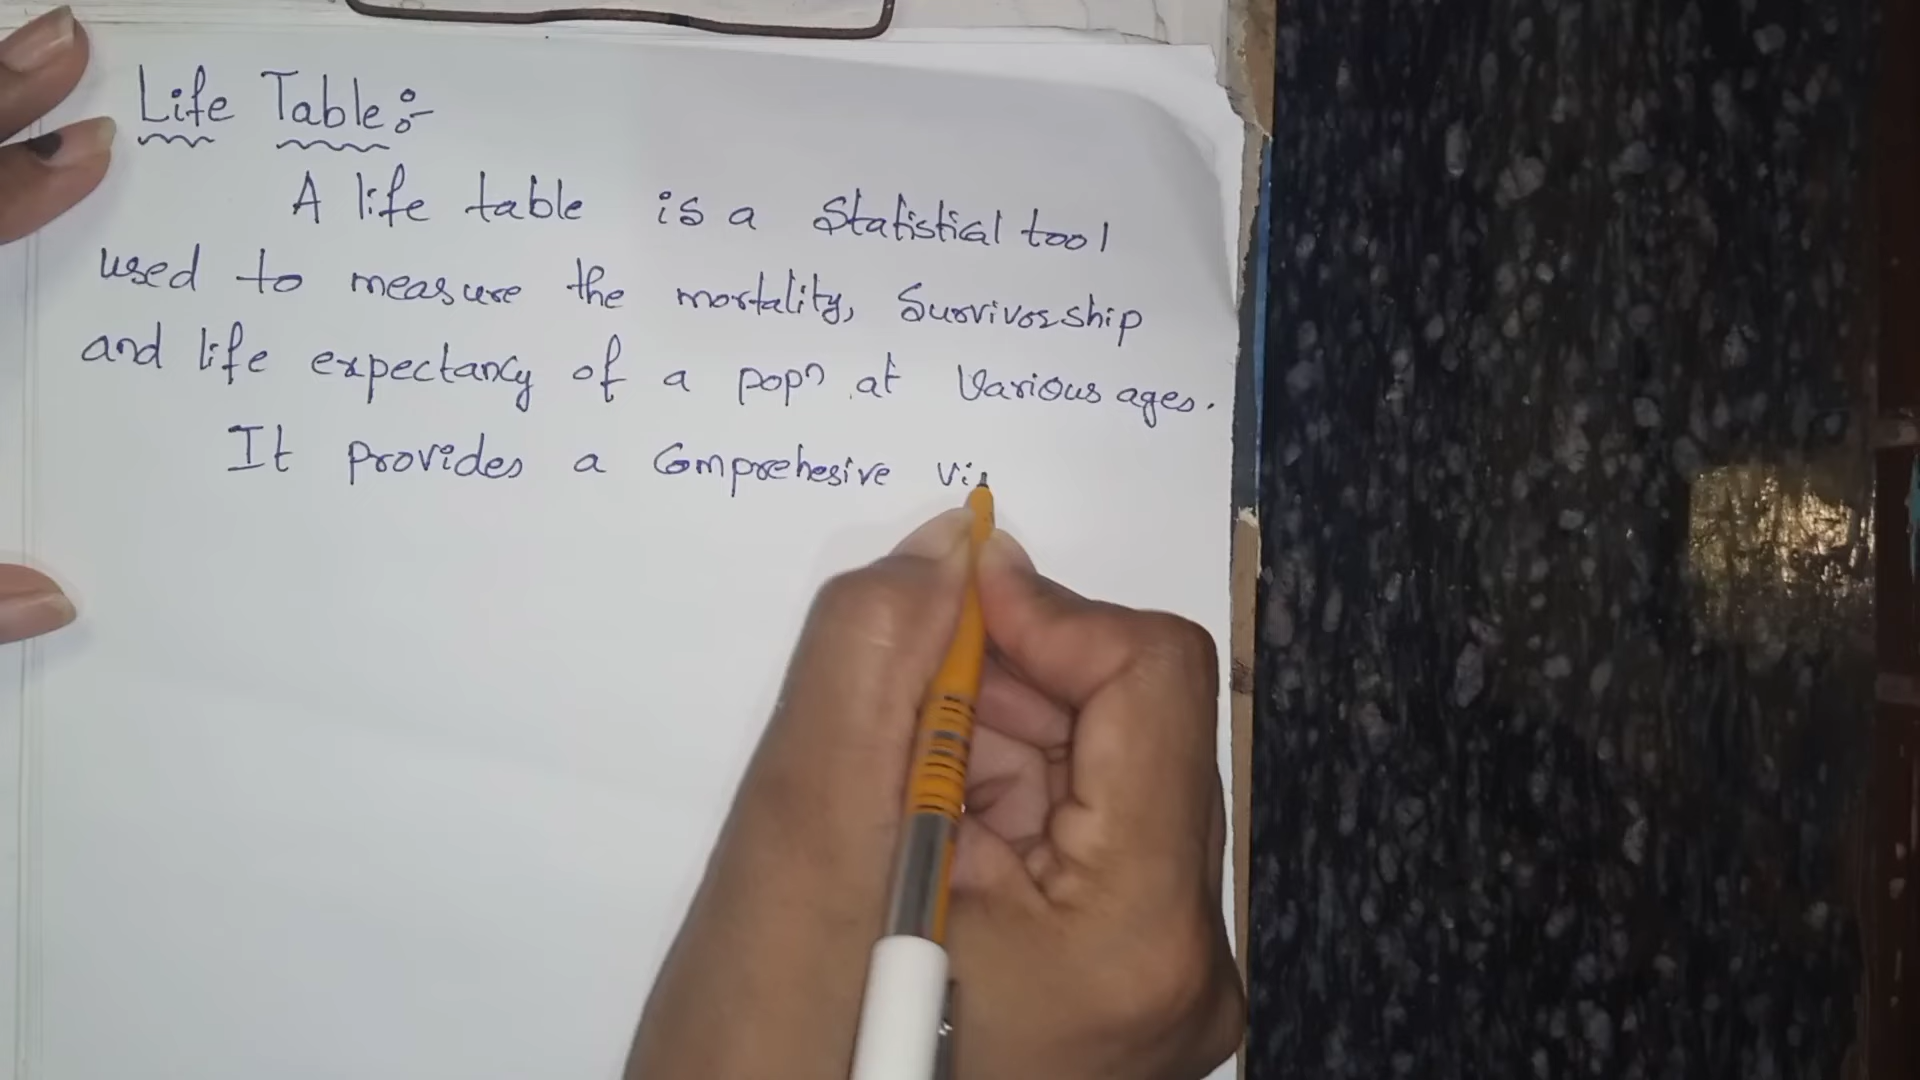 Life Table:-
A life table is a Statistical tool
used to measure the mortality, Survivorship
and life expectancy of a popn at various ages.
It provides a Comprehesive vi